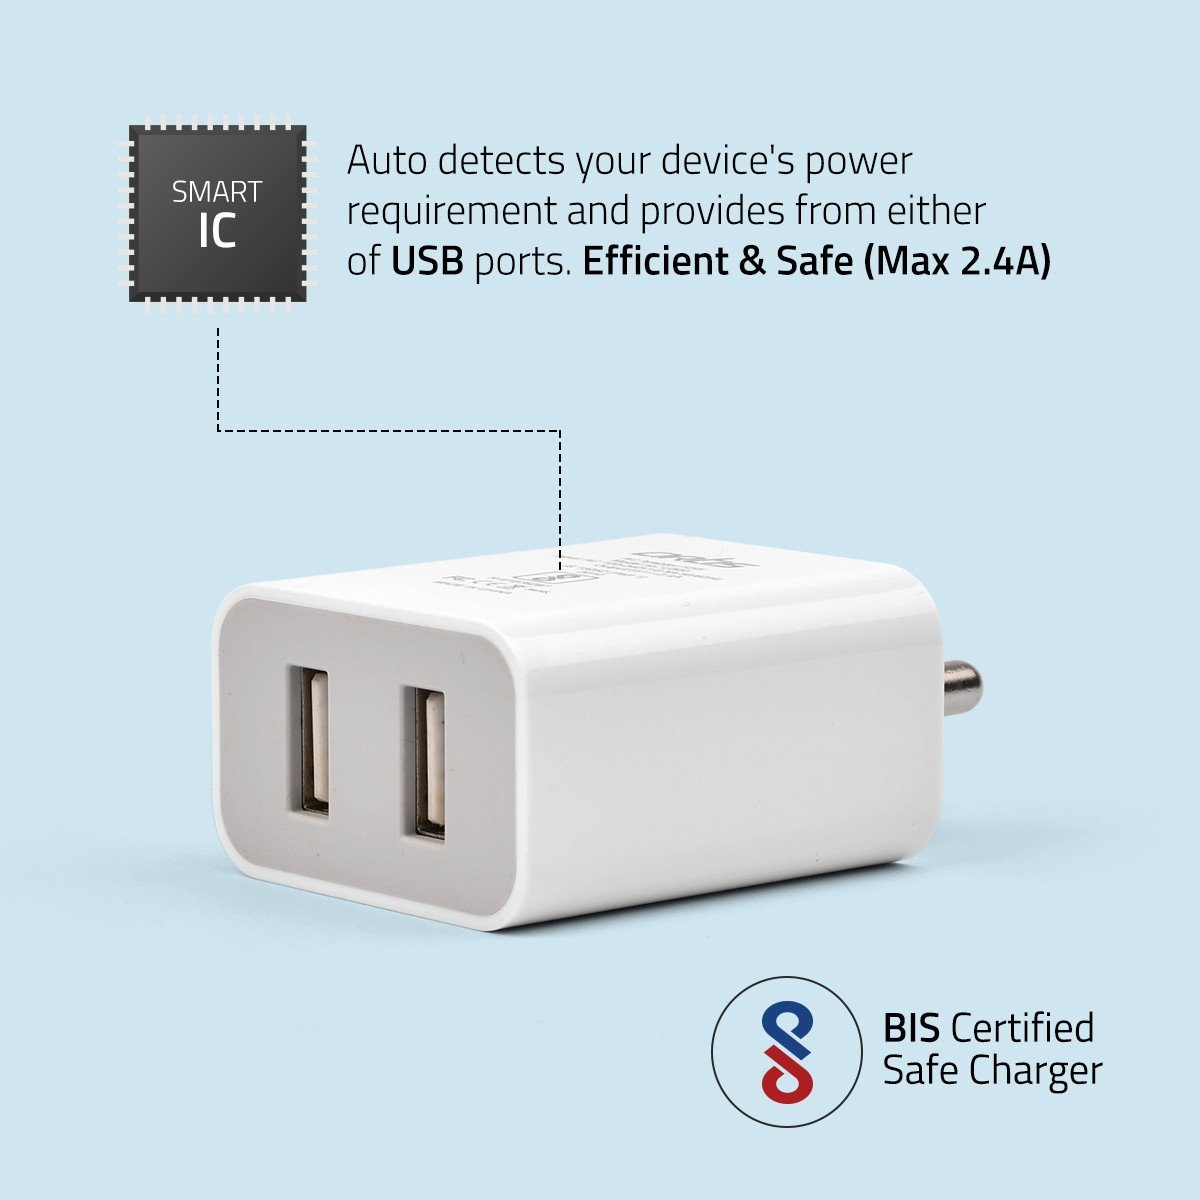 SMART
IC
Auto detects your device's power
requirement and provides from either
of USB ports. Efficient & Safe (Max 2.4A)
BIS Certified
Safe Charger